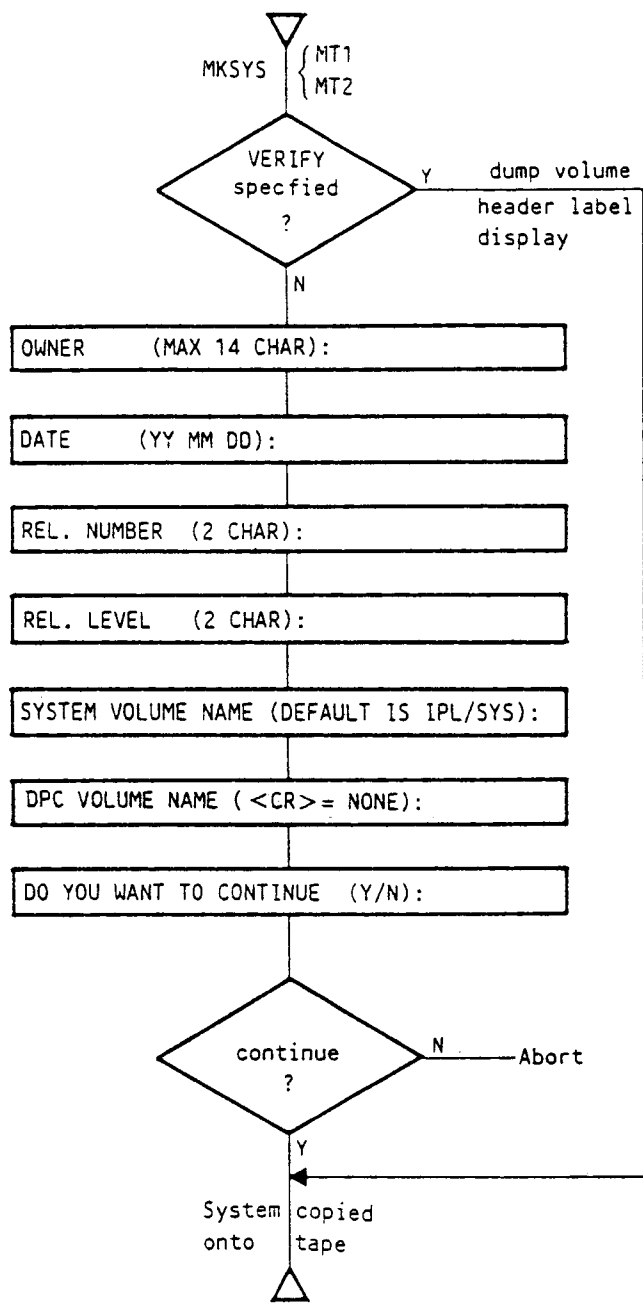 MKSYS { MT1
MT2
VERIFY
specfied
?
Y
dump volume
header label
display
N
OWNER (MAX 14 CHAR):
DATE (YY MM DD):
REL. NUMBER (2 CHAR):
REL. LEVEL (2 CHAR):
SYSTEM VOLUME NAME (DEFAULT IS IPL/SYS):
DPC VOLUME NAME ( <CR>= NONE):
DO YOU WANT TO CONTINUE (Y/N):
continue
?
N
Abort
Y
System copied
onto tape